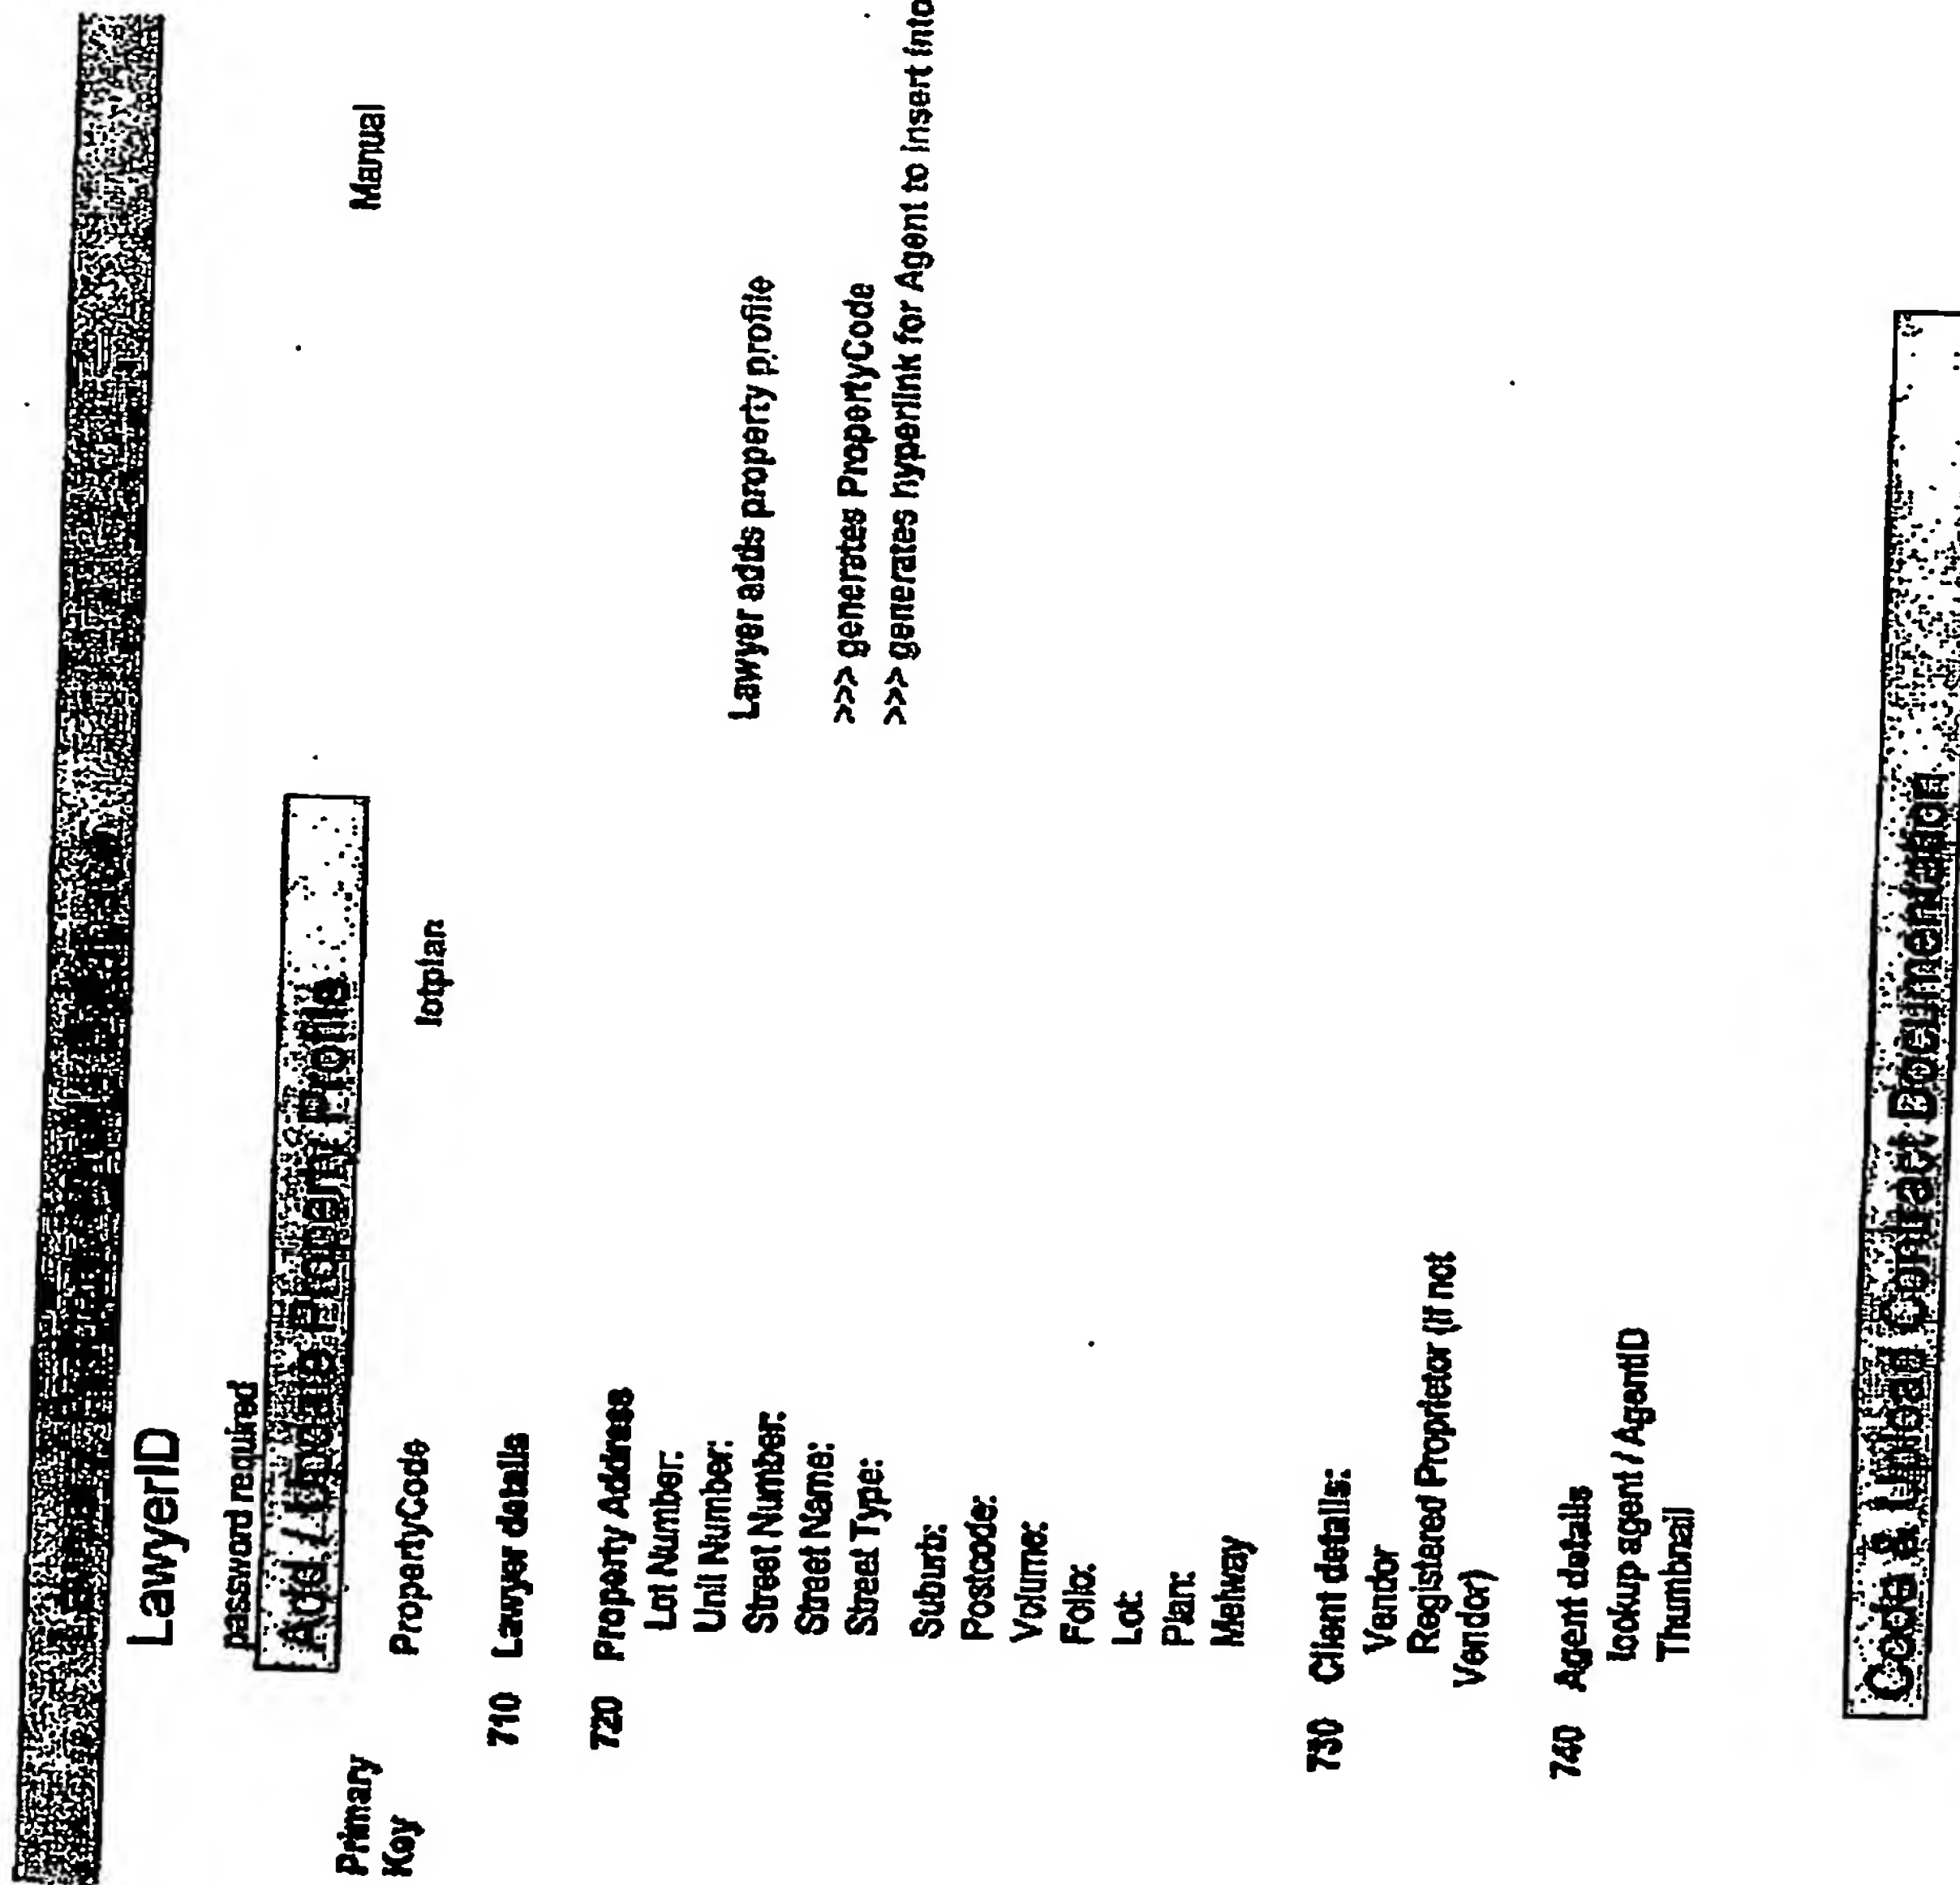 LawyerID
password required
Add / Update Property Profile
Primary
Key
PropertyCode
lotplan
Manual
710 Lawyer details
720 Property Address
Lot Number:
Unit Number:
Street Number:
Street Name:
Street Type:
Suburb:
Postcode:
Volume:
Folio:
Lot:
Plan:
Melway
Lawyer adds property profile
>>> generates PropertyCode
>>> generates hyperlink for Agent to insert into
730 Client details:
Vendor
Registered Proprietor (if not
Vendor)
740 Agent details
lookup agent / AgentID
Thumbnail
Code & Upload Contract Documentation